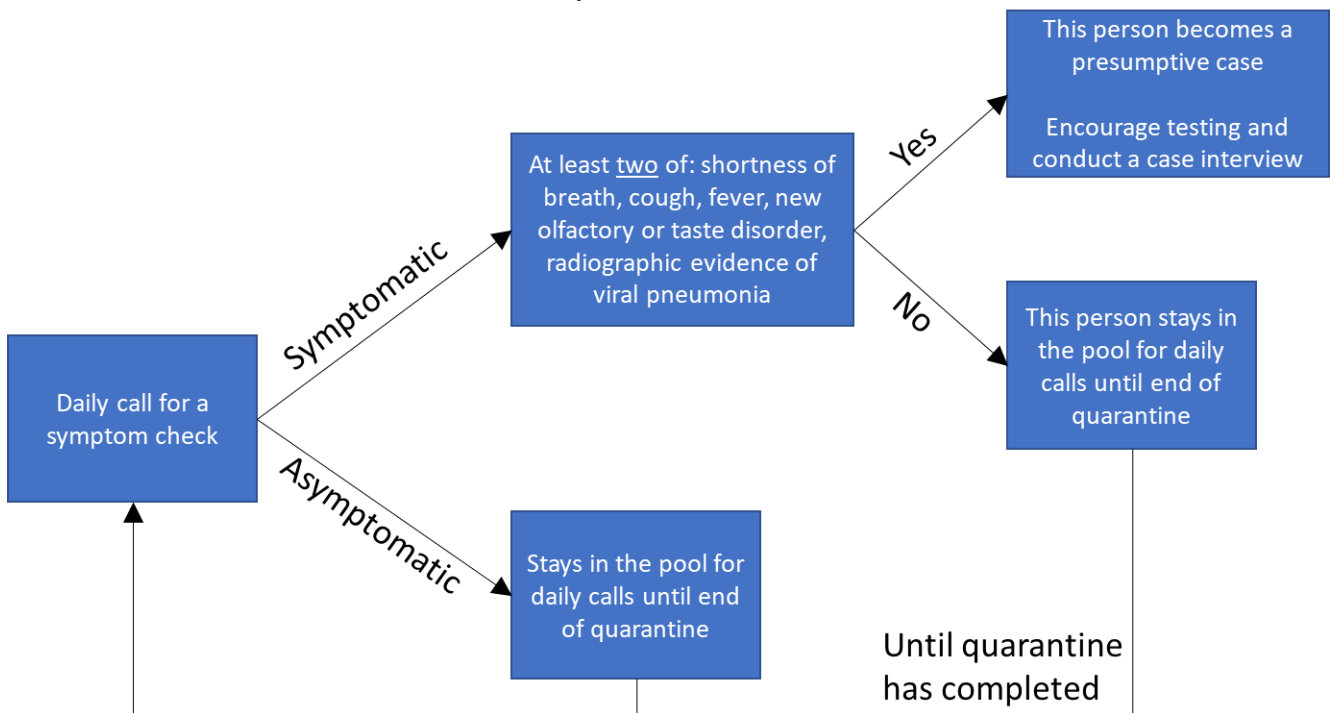 This person becomes a
presumptive case
Encourage testing and
conduct a case interview
Yes
At least two of: shortness of
breath, cough, fever, new
olfactory or taste disorder,
radiographic evidence of
viral pneumonia
Symptomatic
No
This person stays in
the pool for daily
calls until end of
quarantine
Daily call for a
symptom check
Asymptomatic
Stays in the pool for
daily calls until end
of quarantine
Until quarantine
has completed